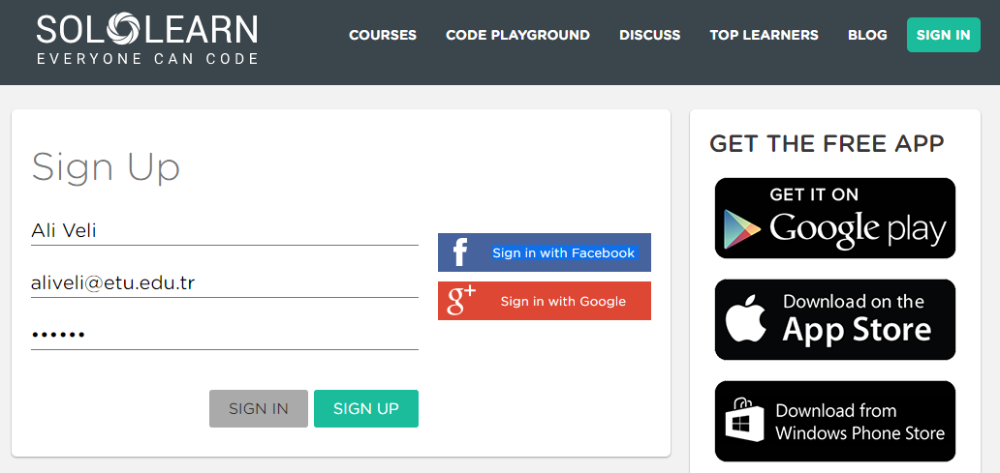 SOLOLEARN
EVERYONE CAN CODE
COURSES CODE PLAYGROUND DISCUSS TOP LEARNERS BLOG SIGN IN
Sign Up
Ali Veli
aliveli@etu.edu.tr
••••••
SIGN IN SIGN UP
f Sign in with Facebook
g+ Sign in with Google
GET THE FREE APP
GET IT ON
Google play
Download on the
App Store
Download from
Windows Phone Store